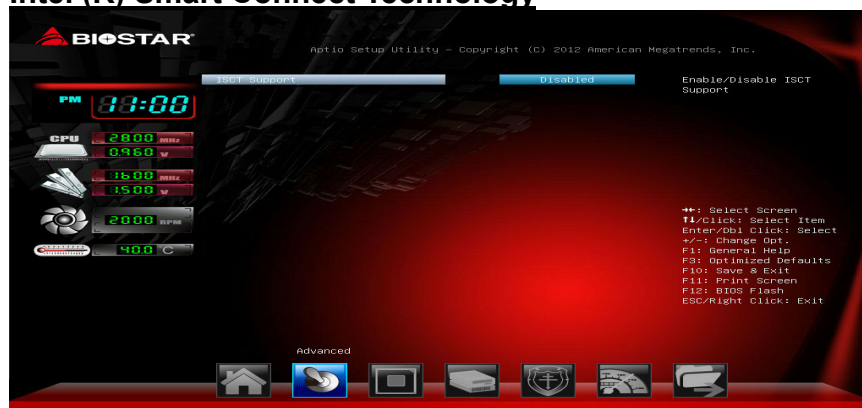 Intel (R) Smart Connect Technology
BIOSTAR
Aptio Setup Utility – Copyright (C) 2012 American Megatrends, Inc.
ISCT Support Disabled
Enable/Disable ISCT
Support
PM 11:00
CPU 2800 MHz
0.960 V
1600 MHz
1.500 V
2000 RPM
40.0 C
→←: Select Screen
↑↓/Click: Select Item
Enter/Dbl Click: Select
+/-: Change Opt.
F1: General Help
F3: Optimized Defaults
F10: Save & Exit
F11: Print Screen
F12: BIOS Flash
ESC/Right Click: Exit
Advanced